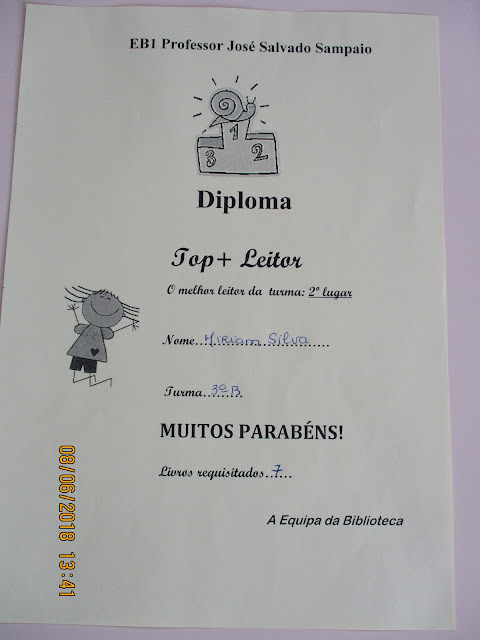 EB1 Professor José Salvado Sampaio
1
3 2
Diploma
Top+ Leitor
O melhor leitor da turma: 2º lugar
Nome...Miriam Silva.....
Turma....3º B....
MUITOS PARABÉNS!
Livros requisitados..7....
A Equipa da Biblioteca
08/06/2018 13:41